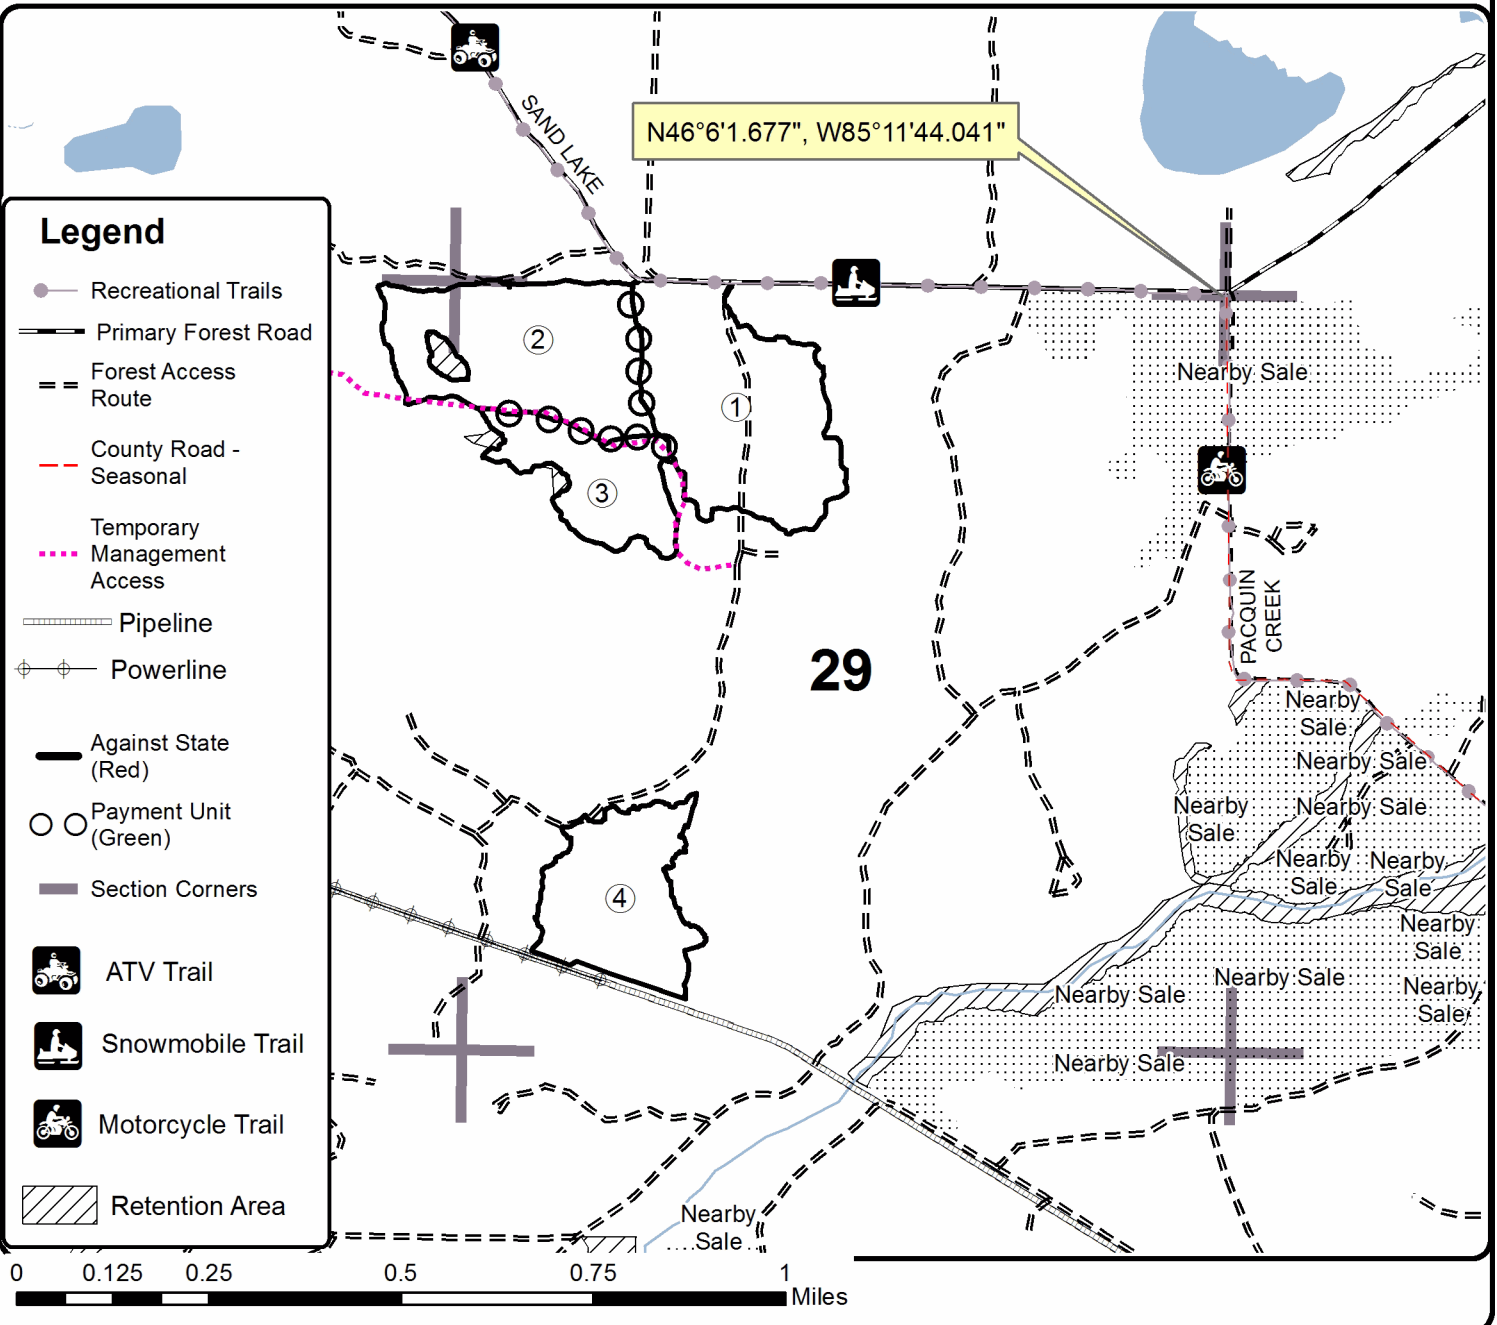 SAND LAKE
N46°6'1.677", W85°11'44.041"
Legend
Recreational Trails
Primary Forest Road
Forest Access
Route
County Road -
Seasonal
Temporary
Management
Access
Pipeline
Powerline
Against State
(Red)
Payment Unit
(Green)
Section Corners
ATV Trail
Snowmobile Trail
Motorcycle Trail
Retention Area
2
1
3
29
4
Nearby Sale
PACQUIN
CREEK
Nearby
Sale
Nearby Sale
Nearby
Sale
Nearby Sale
Nearby
Sale
Nearby
Sale
Nearby
Sale
Nearby Sale
Nearby
Sale
Nearby Sale
Nearby Sale
Nearby
Sale
0 0.125 0.25 0.5 0.75 1
Miles